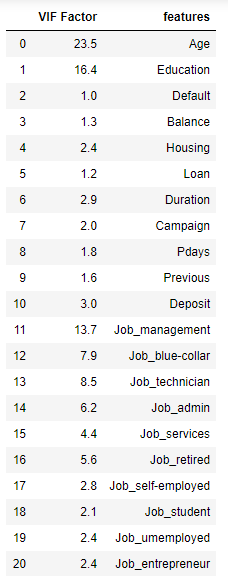 VIF Factor features
0 23.5 Age
1 16.4 Education
2 1.0 Default
3 1.3 Balance
4 2.4 Housing
5 1.2 Loan
6 2.9 Duration
7 2.0 Campaign
8 1.8 Pdays
9 1.6 Previous
10 3.0 Deposit
11 13.7 Job_management
12 7.9 Job_blue-collar
13 8.5 Job_technician
14 6.2 Job_admin
15 4.4 Job_services
16 5.6 Job_retired
17 2.8 Job_self-employed
18 2.1 Job_student
19 2.4 Job_umemployed
20 2.4 Job_entrepreneur